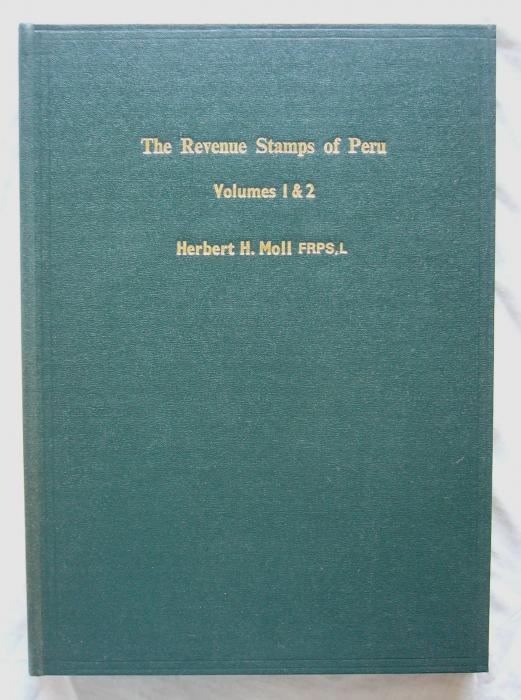 The Revenue Stamps of Peru
Volumes 1 & 2
Herbert H. Moll FRPS,L